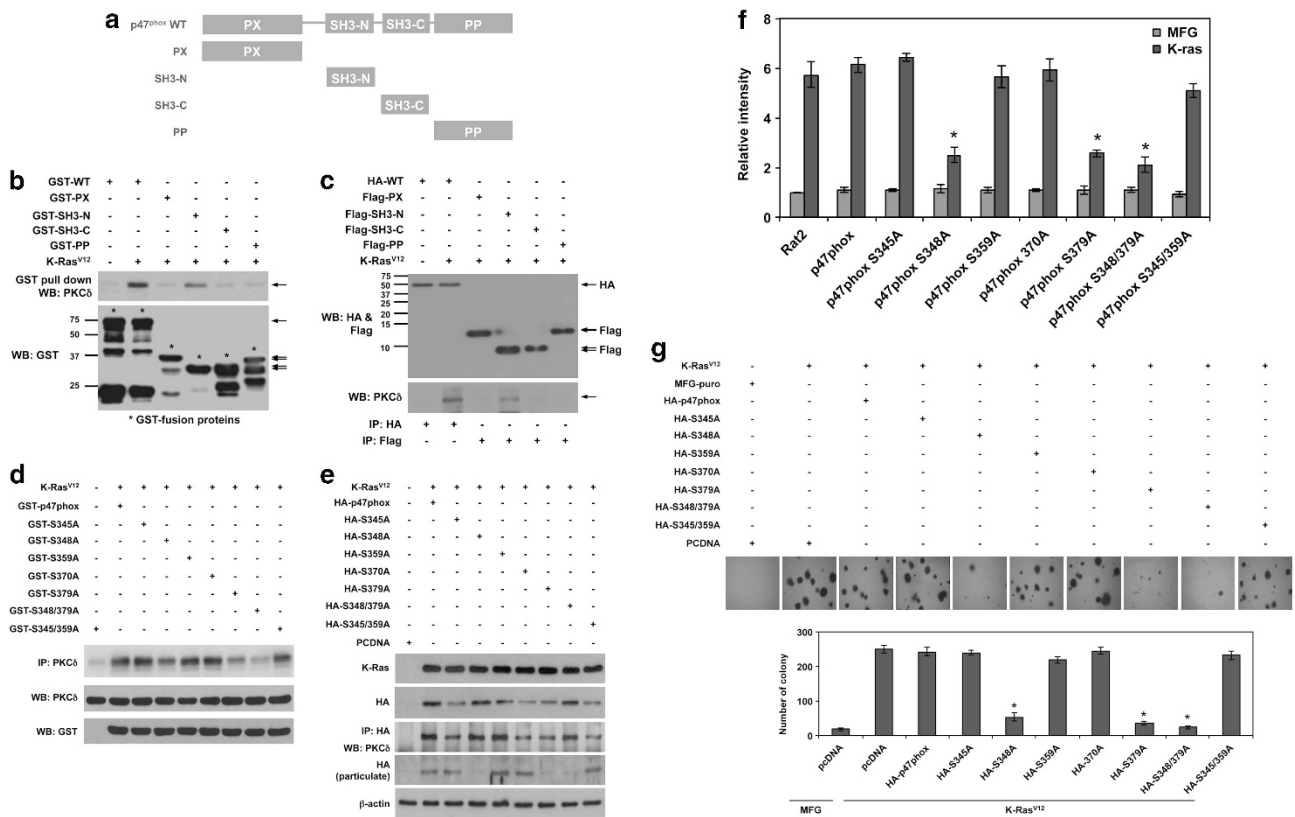 a
p47phox WT PX SH3-N SH3-C PP
PX PX
SH3-N SH3-N
SH3-C SH3-C
PP PP
b
GST-WT + + - - - -
GST-PX - - + - - -
GST-SH3-N - - - + - -
GST-SH3-C - - - - + -
GST-PP - - - - - +
K-RasV12 - + + + + +
GST pull down
WB: PKCδ
75
50
WB: GST
37
25
* * * * * *
* GST-fusion proteins
c
HA-WT + + - - - -
Flag-PX - - + - - -
Flag-SH3-N - - - + - -
Flag-SH3-C - - - - + -
Flag-PP - - - - - +
K-RasV12 - + + + + +
100
75
50 HA
37
25
20
WB: HA &
Flag
15
Flag
10 Flag
WB: PKCδ
IP: HA + + - - - -
IP: Flag - - + + + +
d
K-RasV12 - + + + + + + + +
GST-p47phox - + - - - - - - -
GST-S345A - - + - - - - - -
GST-S348A - - - + - - - - -
GST-S359A - - - - + - - - -
GST-S370A - - - - - + - - -
GST-S379A - - - - - - + - -
GST-S348/379A - - - - - - - + -
GST-S345/359A + - - - - - - - +
IP: PKCδ
WB: PKCδ
WB: GST
e
K-RasV12 - + + + + + + + +
HA-p47phox - + - - - - - - -
HA-S345A - - + - - - - - -
HA-S348A - - - + - - - - -
HA-S359A - - - - + - - - -
HA-S370A - - - - - + - - -
HA-S379A - - - - - - + - -
HA-S348/379A - - - - - - - + -
HA-S345/359A - - - - - - - - +
PCDNA + - - - - - - - -
K-Ras
HA
IP: HA
WB: PKCδ
HA
(particulate)
β-actin
f
MFG
K-ras
Relative intensity
8
6
4
2
0
* * *
Rat2
p47phox
p47phox S345A
p47phox S348A
p47phox S359A
p47phox 370A
p47phox S379A
p47phox S348/379A
p47phox S345/359A
g
K-RasV12 - + + + + + + + + +
MFG-puro + - - - - - - - - -
HA-p47phox - - + - - - - - - -
HA-S345A - - - + - - - - - -
HA-S348A - - - - + - - - - -
HA-S359A - - - - - + - - - -
HA-S370A - - - - - - + - - -
HA-S379A - - - - - - - + - -
HA-S348/379A - - - - - - - - + -
HA-S345/359A - - - - - - - - - +
PCDNA + + - - - - - - - -
Number of colony
300
200
100
0
* * *
pcDNA
pcDNA
HA-p47phox
HA-S345A
HA-S348A
HA-S359A
HA-370A
HA-S379A
HA-S348/379A
HA-S345/359A
MFG K-RasV12